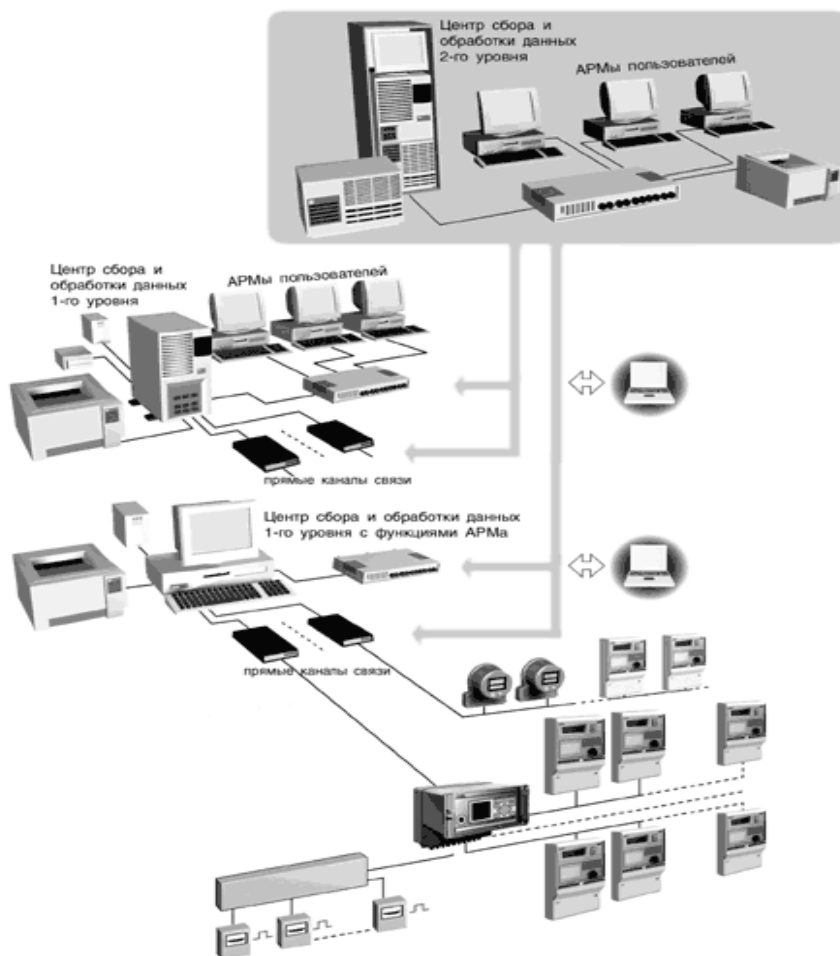 Центр сбора и
обработки данных
2-го уровня
АРМы пользователей
Центр сбора и
обработки данных
1-го уровня
АРМы пользователей
прямые каналы связи
Центр сбора и обработки данных
1-го уровня с функциями АРМа
прямые каналы связи